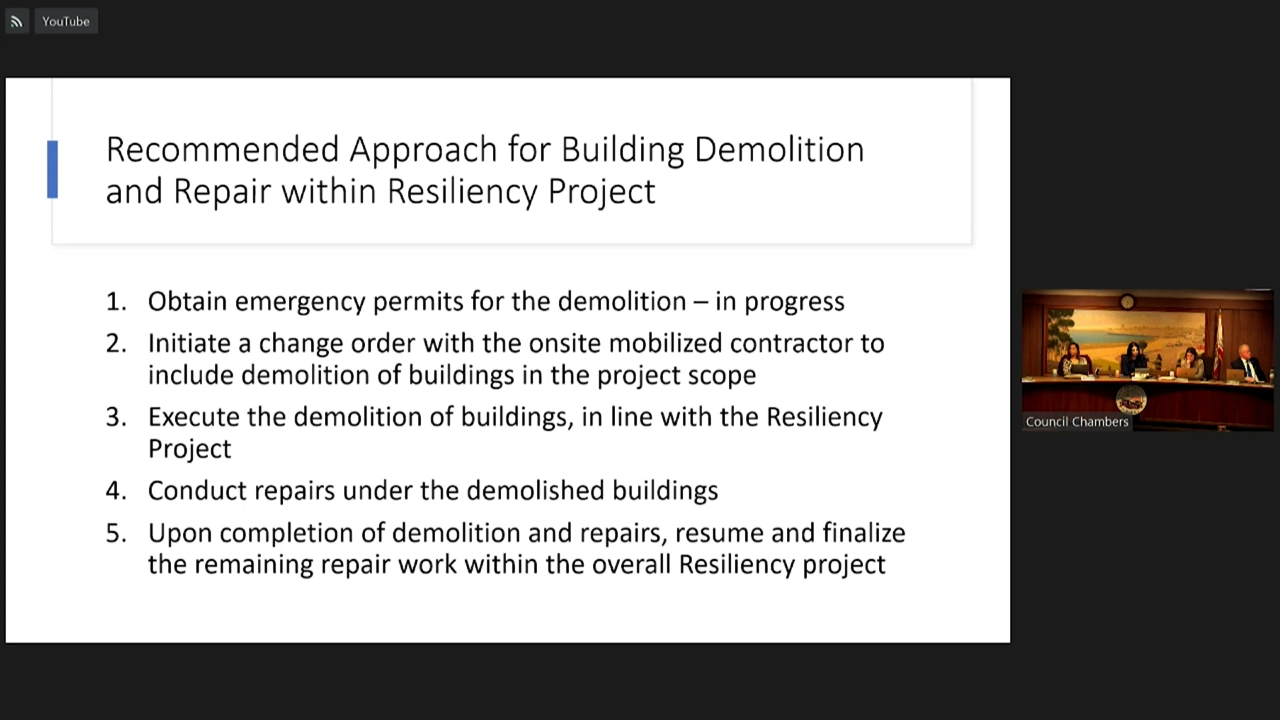 YouTube
Recommended Approach for Building Demolition
and Repair within Resiliency Project
1. Obtain emergency permits for the demolition – in progress
2. Initiate a change order with the onsite mobilized contractor to
include demolition of buildings in the project scope
3. Execute the demolition of buildings, in line with the Resiliency
Project
4. Conduct repairs under the demolished buildings
5. Upon completion of demolition and repairs, resume and finalize
the remaining repair work within the overall Resiliency project
Council Chambers